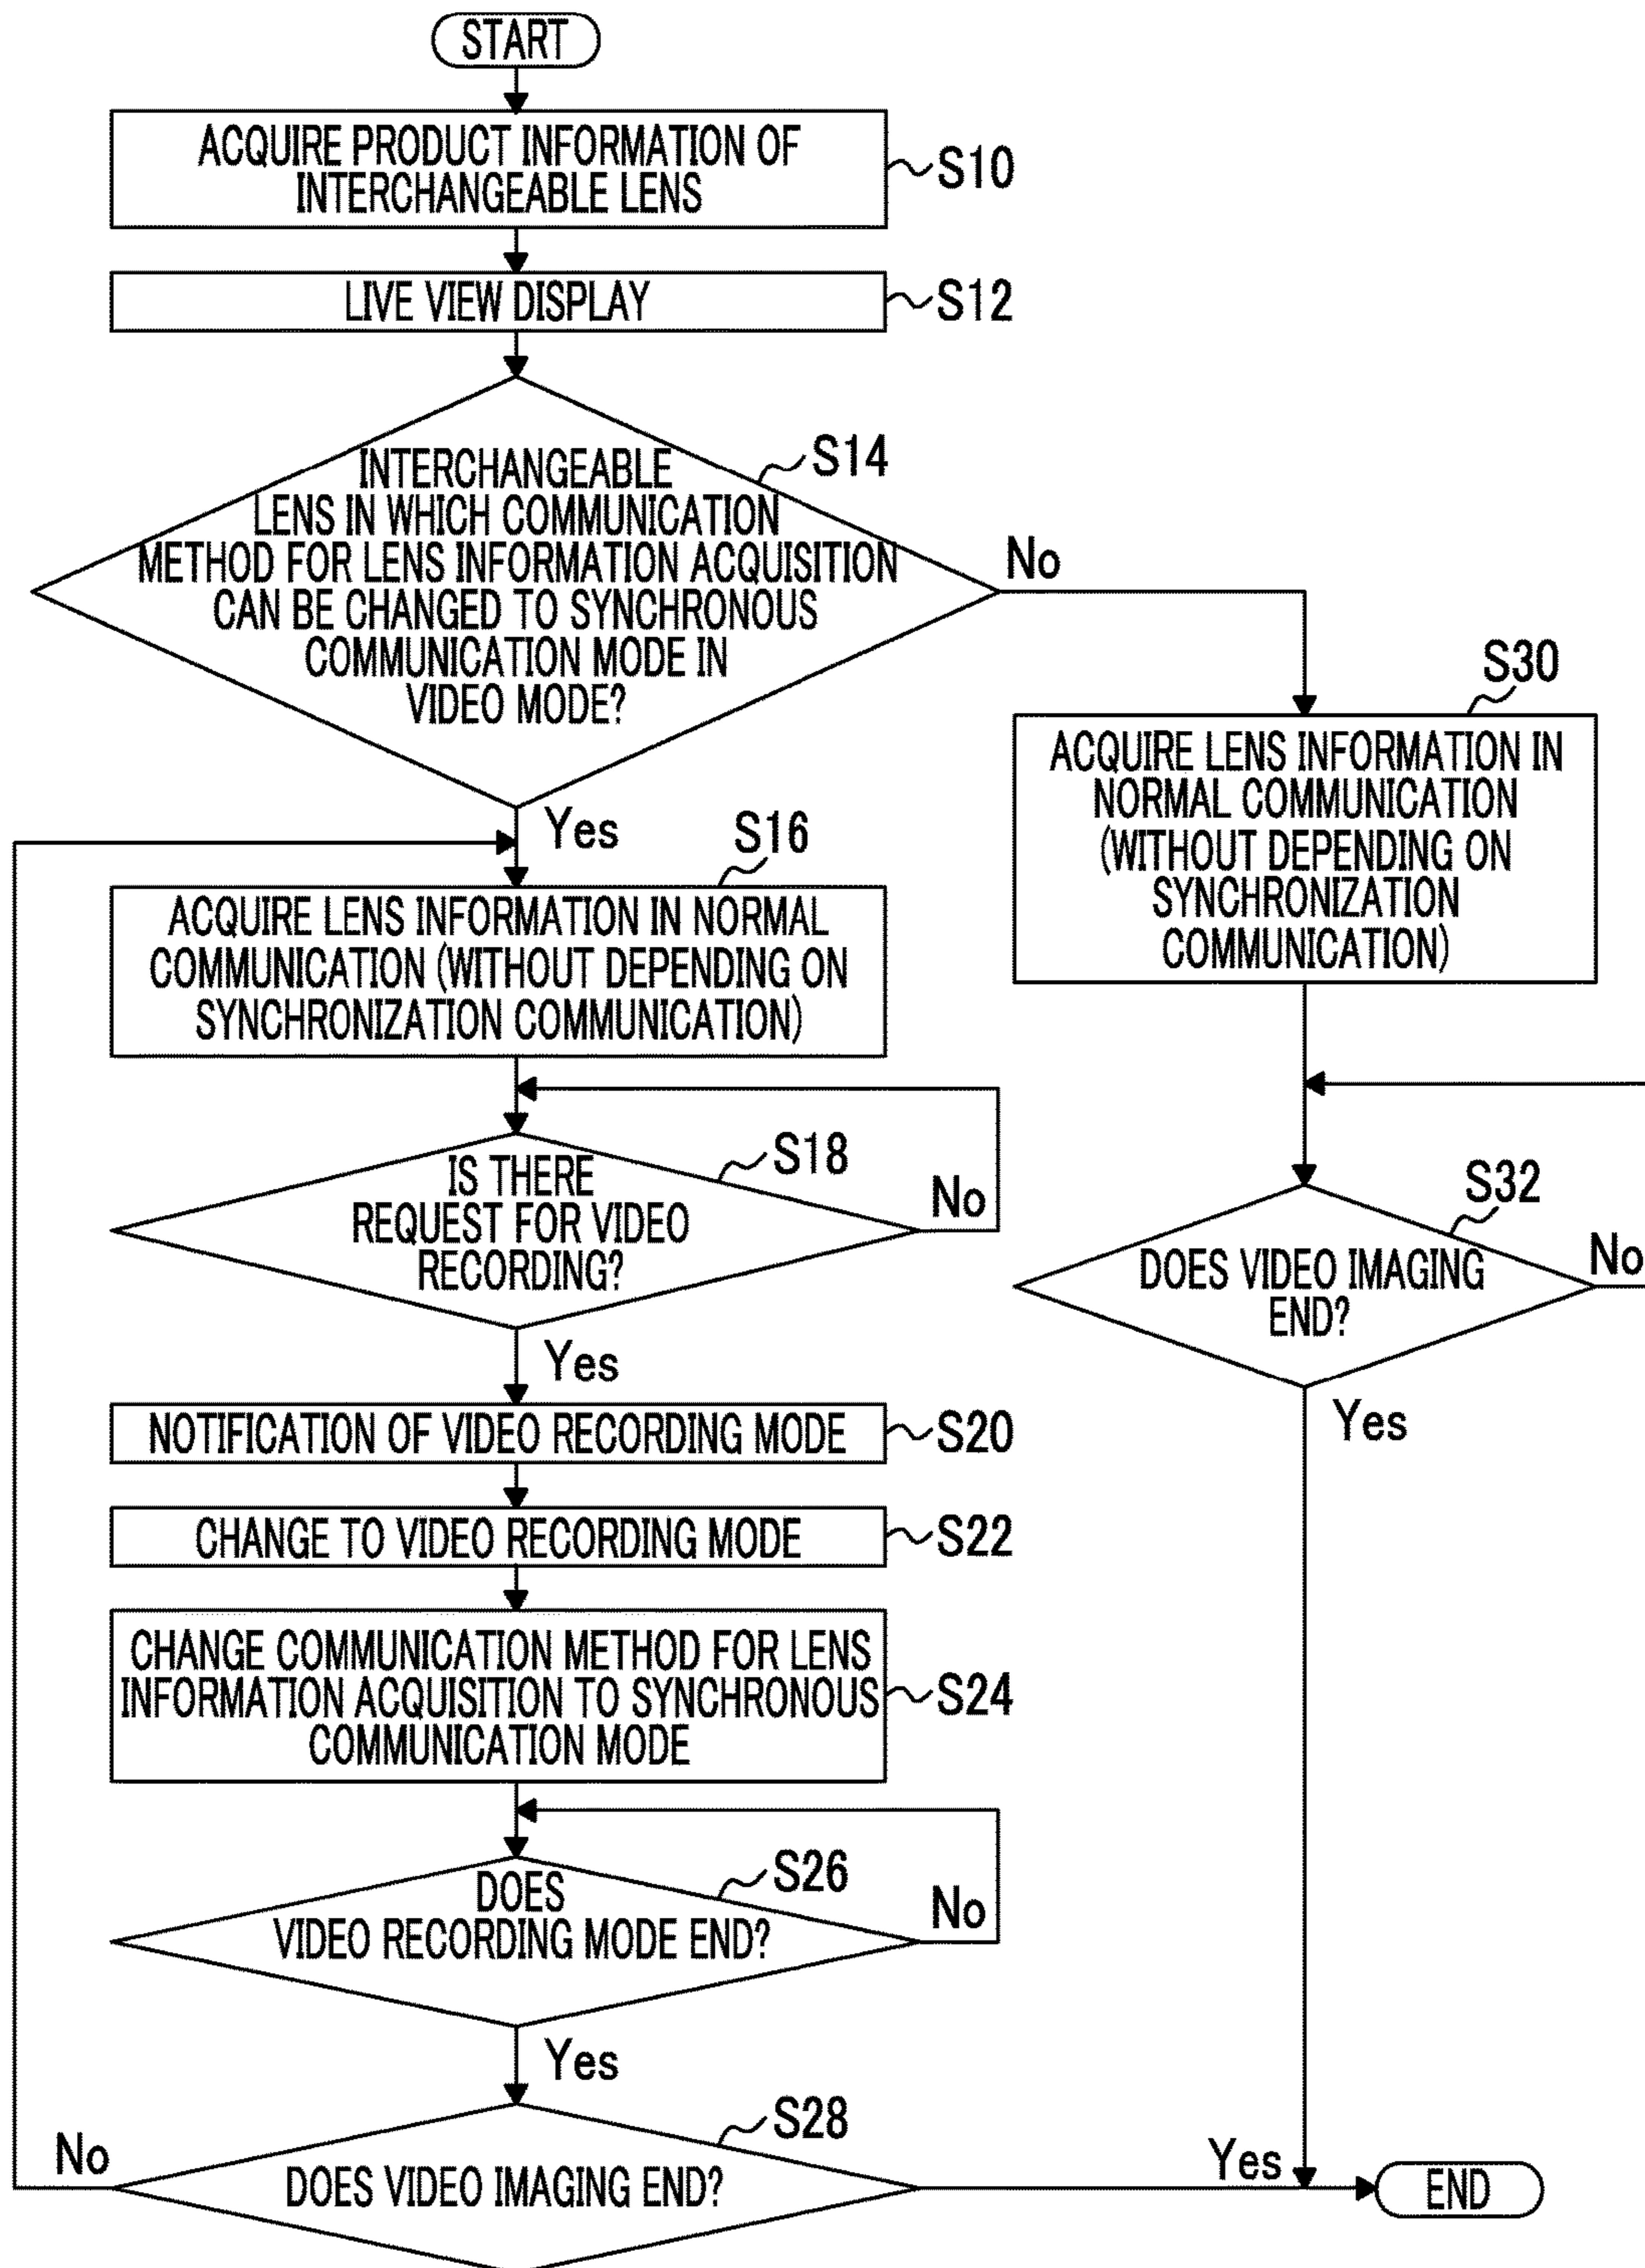 START
ACQUIRE PRODUCT INFORMATION OF
INTERCHANGEABLE LENS
S10
LIVE VIEW DISPLAY
S12
INTERCHANGEABLE
LENS IN WHICH COMMUNICATION
METHOD FOR LENS INFORMATION ACQUISITION
CAN BE CHANGED TO SYNCHRONOUS
COMMUNICATION MODE IN
VIDEO MODE?
S14
No
Yes
S30
ACQUIRE LENS INFORMATION IN
NORMAL COMMUNICATION
(WITHOUT DEPENDING ON
SYNCHRONIZATION
COMMUNICATION)
S16
ACQUIRE LENS INFORMATION IN NORMAL
COMMUNICATION (WITHOUT DEPENDING ON
SYNCHRONIZATION COMMUNICATION)
S18
IS THERE
REQUEST FOR VIDEO
RECORDING?
No
Yes
S32
DOES VIDEO IMAGING
END?
No
Yes
NOTIFICATION OF VIDEO RECORDING MODE
S20
CHANGE TO VIDEO RECORDING MODE
S22
CHANGE COMMUNICATION METHOD FOR LENS
INFORMATION ACQUISITION TO SYNCHRONOUS
COMMUNICATION MODE
S24
S26
DOES
VIDEO RECORDING MODE END?
No
Yes
S28
DOES VIDEO IMAGING END?
No
Yes
END